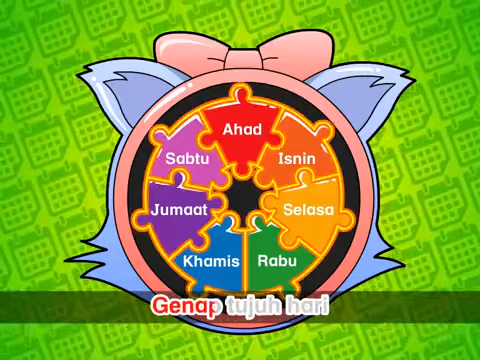 Ahad
Isnin
Selasa
Rabu
Khamis
Jumaat
Sabtu
Genap tujuh hari